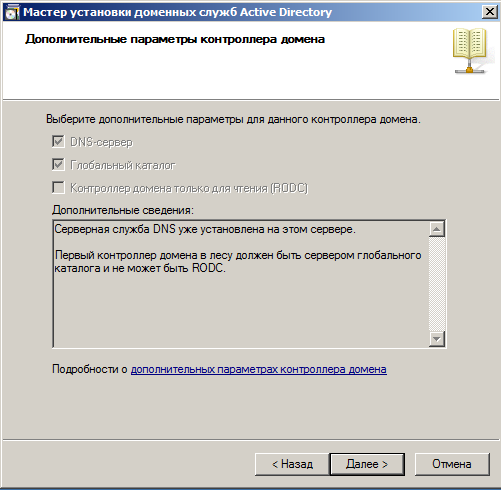 Мастер установки доменных служб Active Directory
Дополнительные параметры контроллера домена
Выберите дополнительные параметры для данного контроллера домена.
DNS-сервер
Глобальный каталог
Контроллер домена только для чтения (RODC)
Дополнительные сведения:
Серверная служба DNS уже установлена на этом сервере.
Первый контроллер домена в лесу должен быть сервером глобального
каталога и не может быть RODC.
Подробности о дополнительных параметрах контроллера домена
< Назад Далее > Отмена